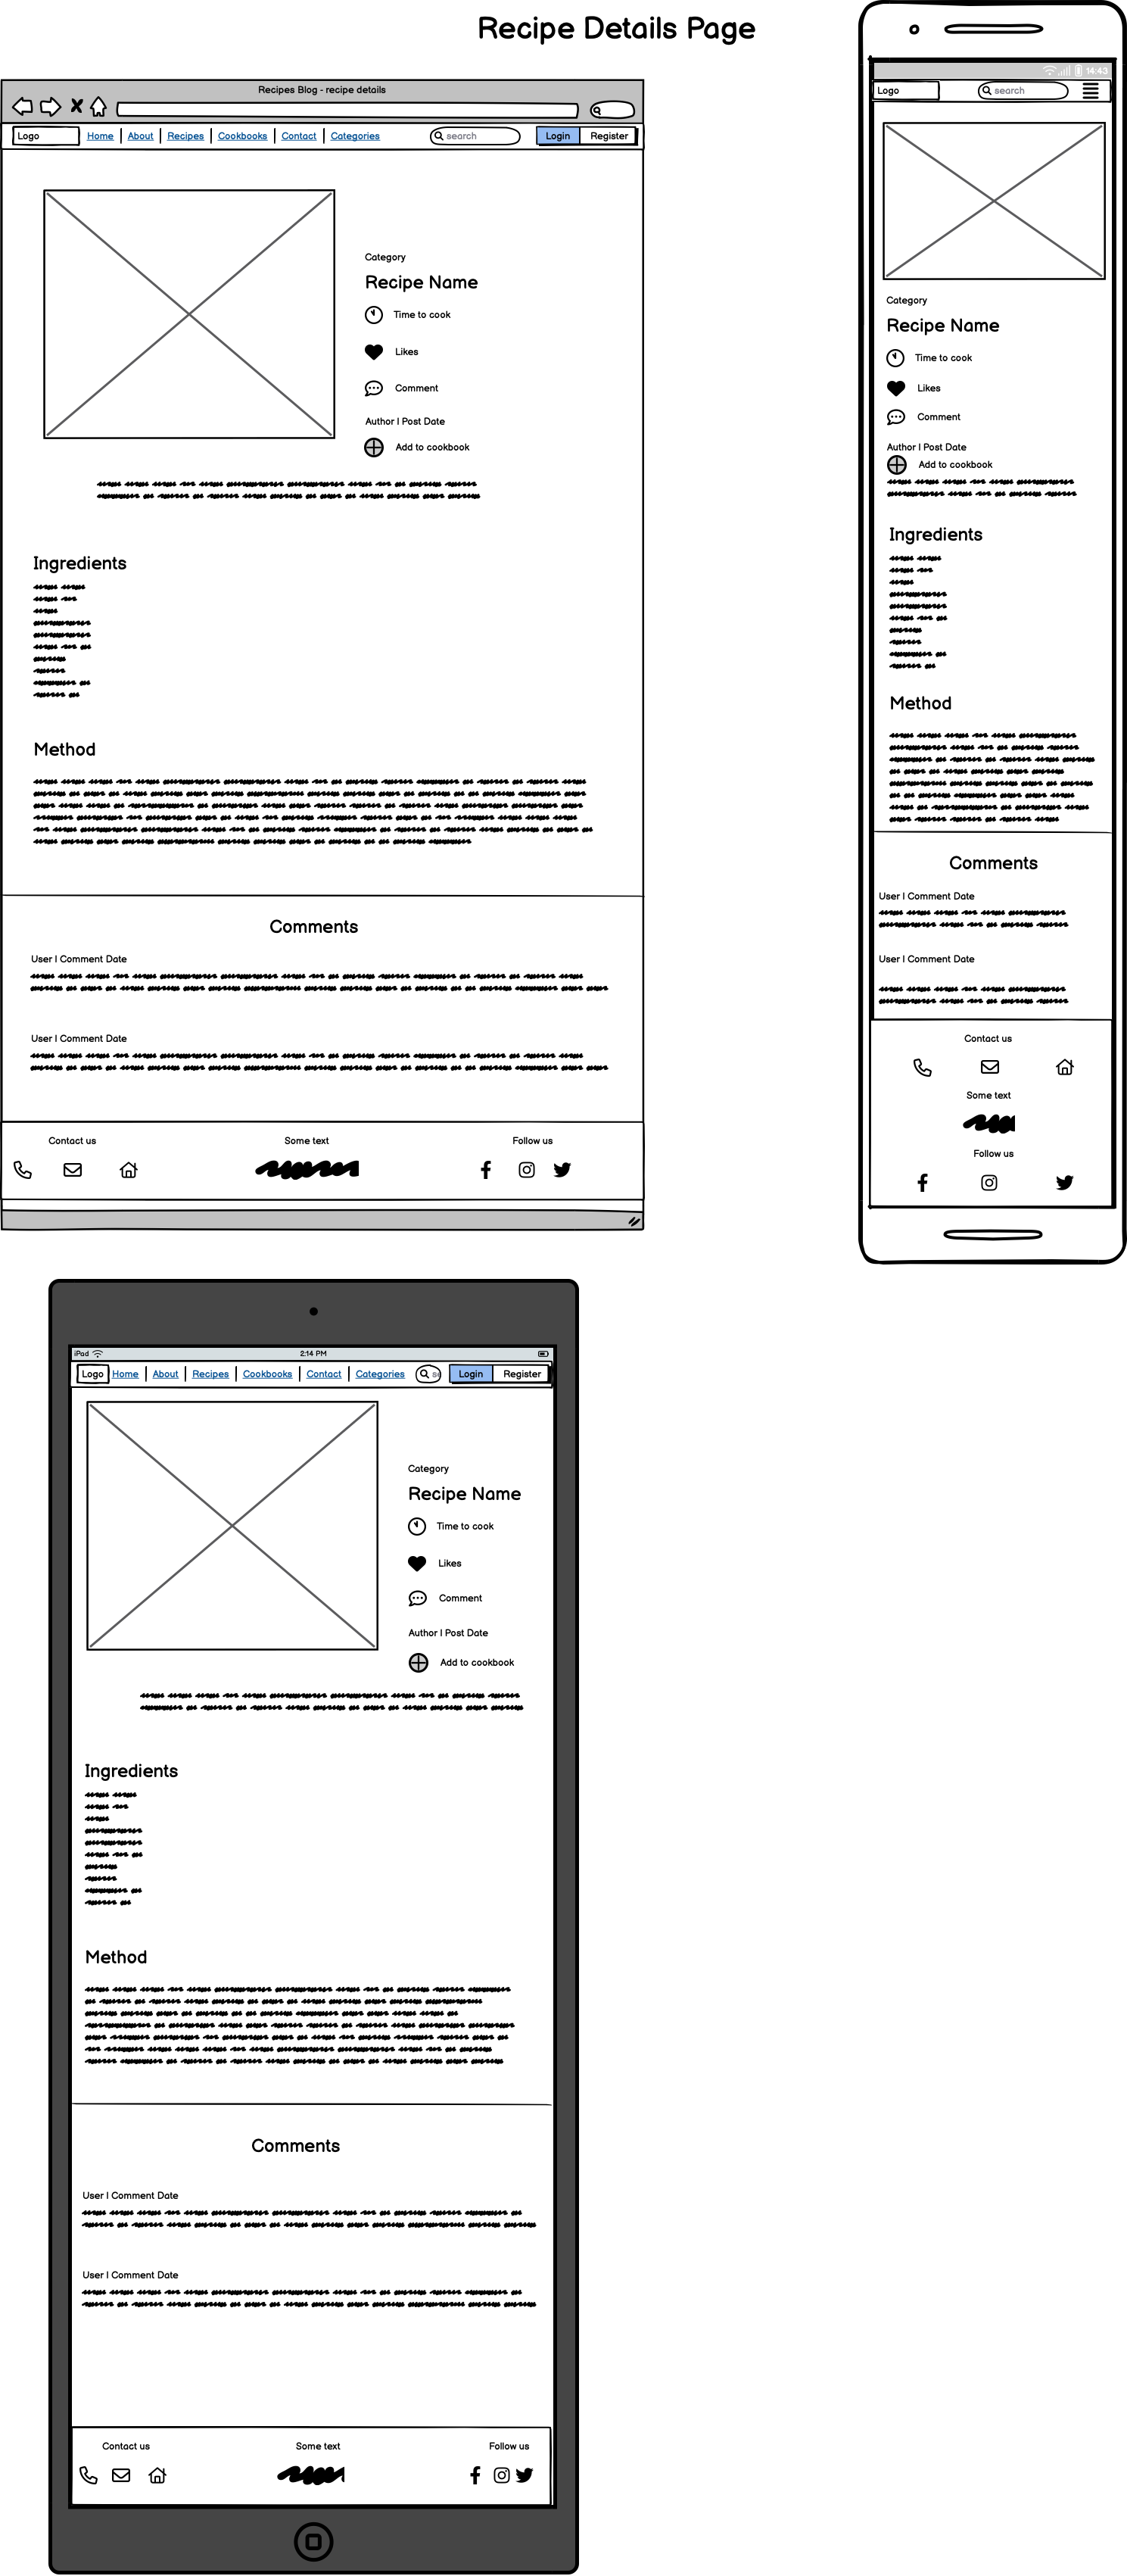 Recipe Details Page
Recipes Blog - recipe details
Logo Home About Recipes Cookbooks Contact Categories search Login Register
Category
Recipe Name
Time to cook
Likes
Comment
Author | Post Date
Add to cookbook
Ingredients
Method
Comments
User | Comment Date
User | Comment Date
Contact us Some text Follow us
14:43
Logo search
Category
Recipe Name
Time to cook
Likes
Comment
Author | Post Date
Add to cookbook
Ingredients
Method
Comments
User | Comment Date
User | Comment Date
Contact us
Some text
Follow us
iPad 2:14 PM
Logo Home About Recipes Cookbooks Contact Categories se Login Register
Category
Recipe Name
Time to cook
Likes
Comment
Author | Post Date
Add to cookbook
Ingredients
Method
Comments
User | Comment Date
User | Comment Date
Contact us Some text Follow us